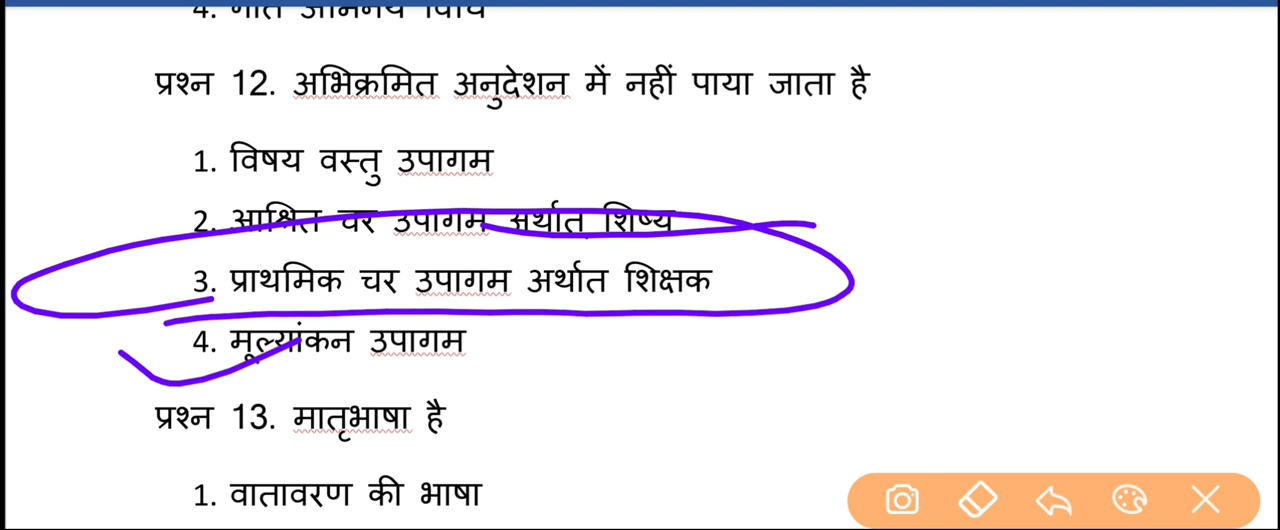 प्रश्न 12. अभिक्रमित अनुदेशन में नहीं पाया जाता है
1. विषय वस्तु उपागम
2. आश्रित चर उपागम अर्थात शिष्य
3. प्राथमिक चर उपागम अर्थात शिक्षक
4. मूल्यांकन उपागम
प्रश्न 13. मातृभाषा है
1. वातावरण की भाषा